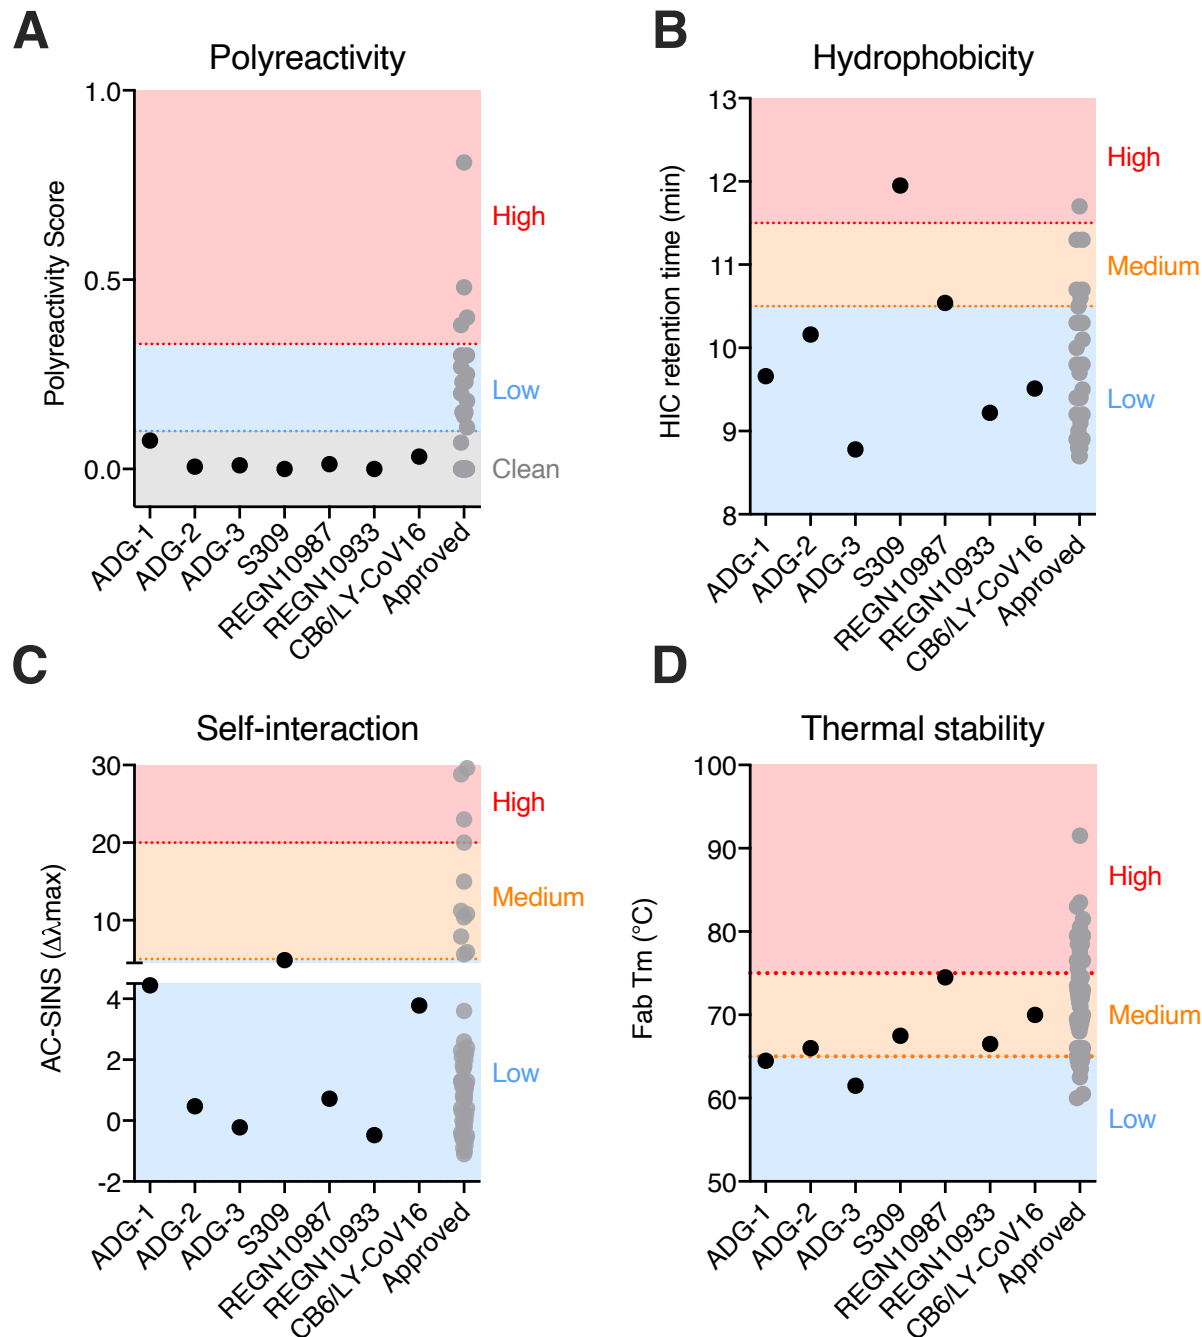 A
Polyreactivity
Polyreactivity Score
1.0
0.5
0.0
High
Low
Clean
ADG-1
ADG-2
ADG-3
S309
REGN10987
REGN10933
CB6/LY-CoV16
Approved
B
Hydrophobicity
HIC retention time (min)
13
12
11
10
9
8
High
Medium
Low
ADG-1
ADG-2
ADG-3
S309
REGN10987
REGN10933
CB6/LY-CoV16
Approved
C
Self-interaction
AC-SINS (Δλmax)
30
20
10
4
2
0
-2
High
Medium
Low
ADG-1
ADG-2
ADG-3
S309
REGN10987
REGN10933
CB6/LY-CoV16
Approved
D
Thermal stability
Fab Tm (°C)
100
90
80
70
60
50
High
Medium
Low
ADG-1
ADG-2
ADG-3
S309
REGN10987
REGN10933
CB6/LY-CoV16
Approved